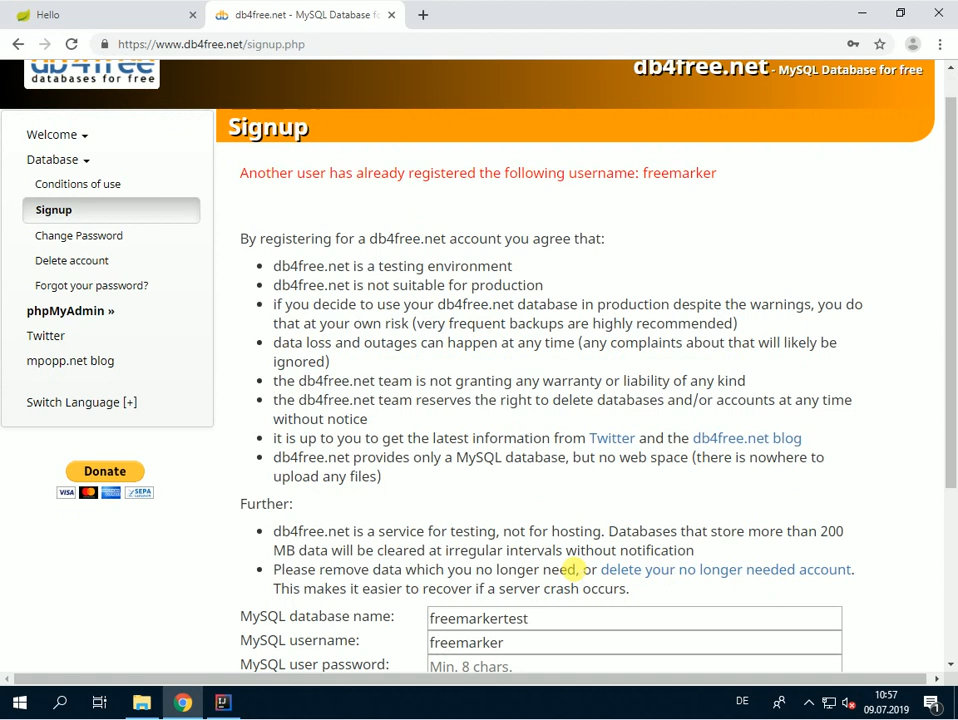 Hello
db4free.net - MySQL Database fo
https://www.db4free.net/signup.php
db4free
databases for free
db4free.net - MySQL Database for free
Signup
Welcome
Database
Conditions of use
Signup
Change Password
Delete account
Forgot your password?
phpMyAdmin »
Twitter
mpopp.net blog
Switch Language [+]
Donate
VISA
SEPA
Another user has already registered the following username: freemarker
By registering for a db4free.net account you agree that:
• db4free.net is a testing environment
• db4free.net is not suitable for production
• if you decide to use your db4free.net database in production despite the warnings, you do
that at your own risk (very frequent backups are highly recommended)
• data loss and outages can happen at any time (any complaints about that will likely be
ignored)
• the db4free.net team is not granting any warranty or liability of any kind
• the db4free.net team reserves the right to delete databases and/or accounts at any time
without notice
• it is up to you to get the latest information from Twitter and the db4free.net blog
• db4free.net provides only a MySQL database, but no web space (there is nowhere to
upload any files)
Further:
• db4free.net is a service for testing, not for hosting. Databases that store more than 200
MB data will be cleared at irregular intervals without notification
• Please remove data which you no longer need, or delete your no longer needed account.
This makes it easier to recover if a server crash occurs.
MySQL database name: freemarkertest
MySQL username: freemarker
MySQL user password: Min. 8 chars.
DE
10:57
09.07.2019
1